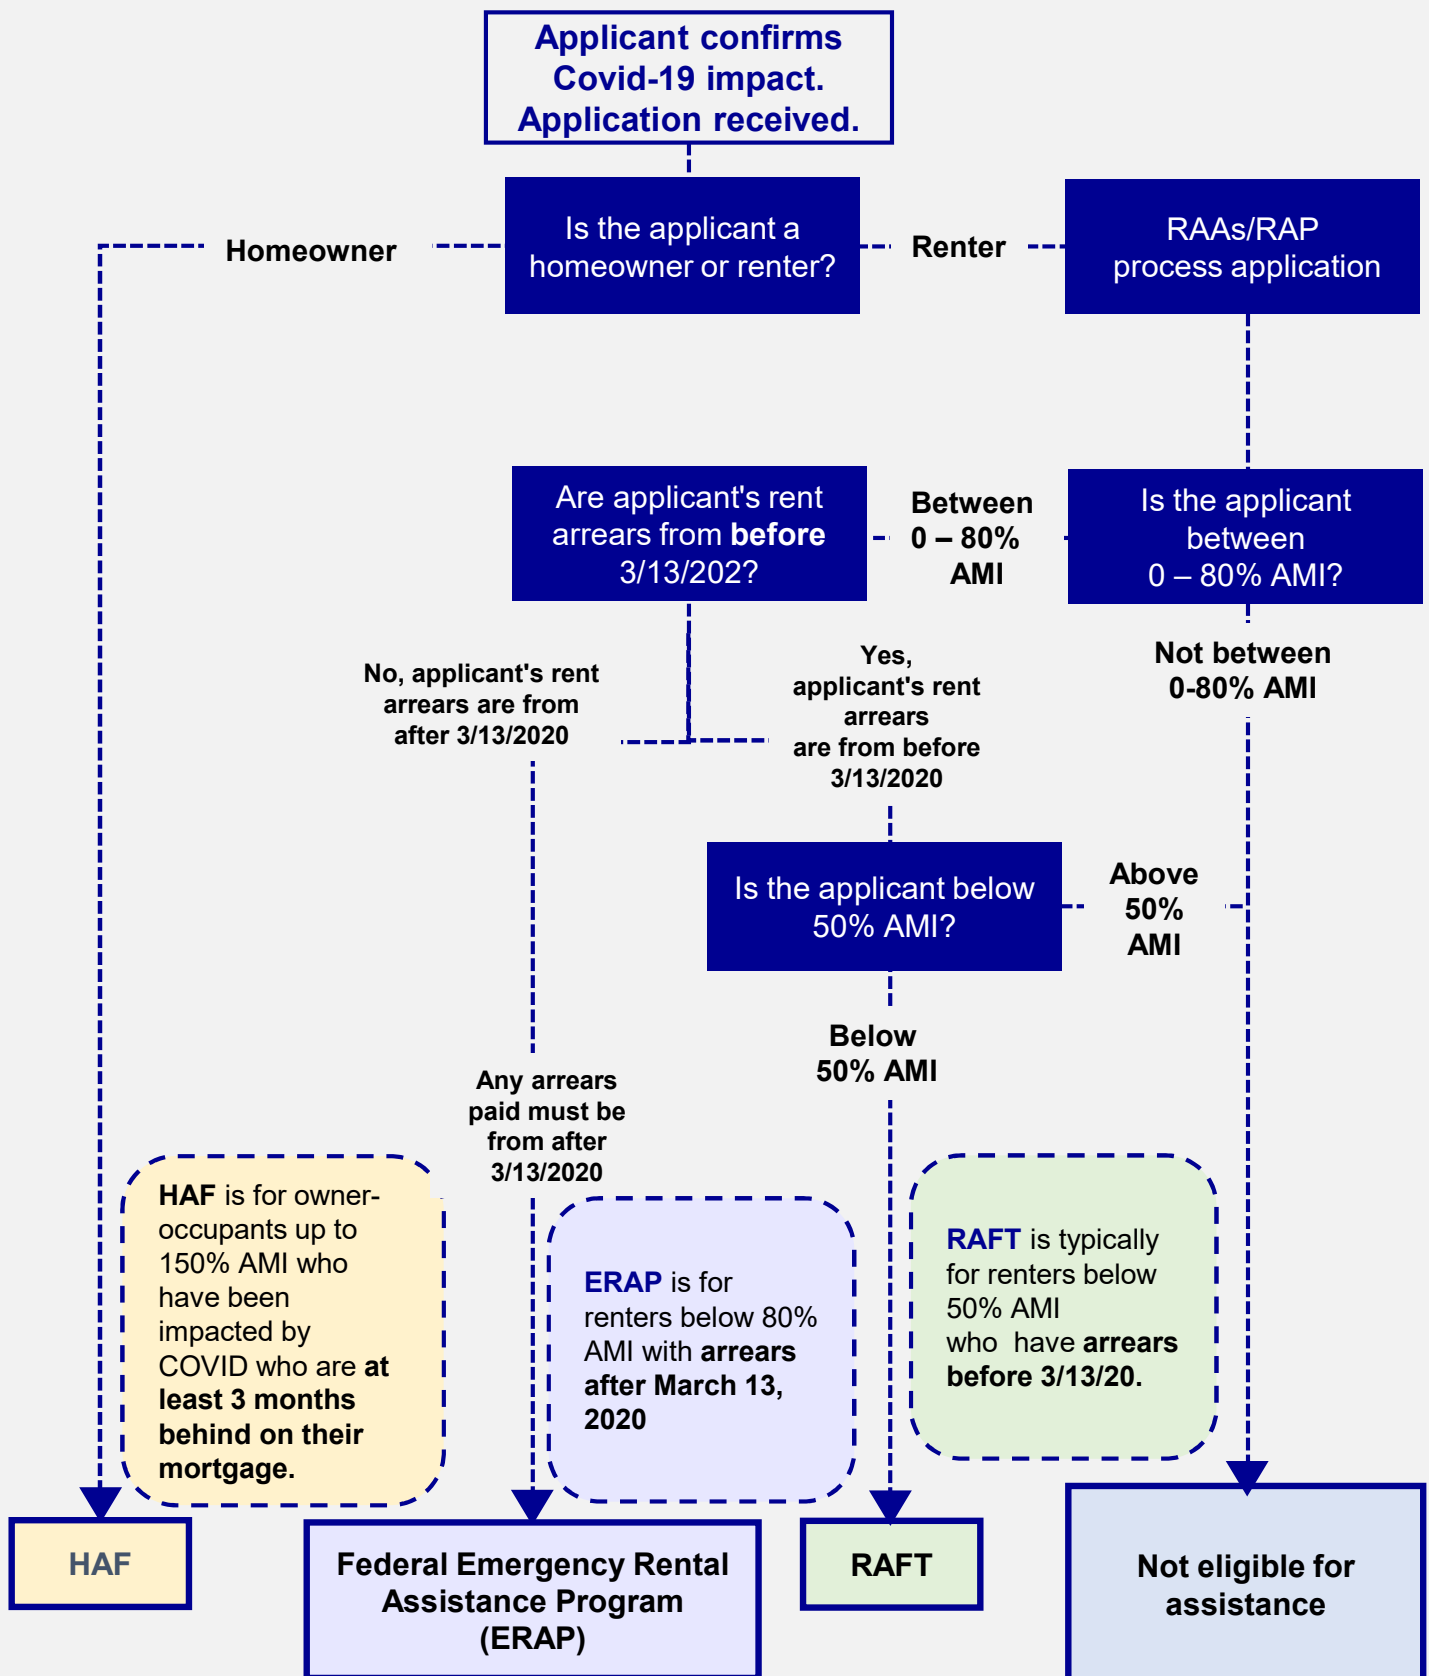 Applicant confirms
Covid-19 impact.
Application received.
Homeowner
Is the applicant a
homeowner or renter?
Renter
RAAs/RAP
process application
Are applicant's rent
arrears from before
3/13/202?
Between
0 – 80%
AMI
Is the applicant
between
0 – 80% AMI?
No, applicant's rent
arrears are from
after 3/13/2020
Yes,
applicant's rent
arrears
are from before
3/13/2020
Not between
0-80% AMI
Is the applicant below
50% AMI?
Above
50%
AMI
Below
50% AMI
Any arrears
paid must be
from after
3/13/2020
HAF is for owner-
occupants up to
150% AMI who
have been
impacted by
COVID who are at
least 3 months
behind on their
mortgage.
ERAP is for
renters below 80%
AMI with arrears
after March 13,
2020
RAFT is typically
for renters below
50% AMI
who have arrears
before 3/13/20.
HAF
Federal Emergency Rental
Assistance Program
(ERAP)
RAFT
Not eligible for
assistance